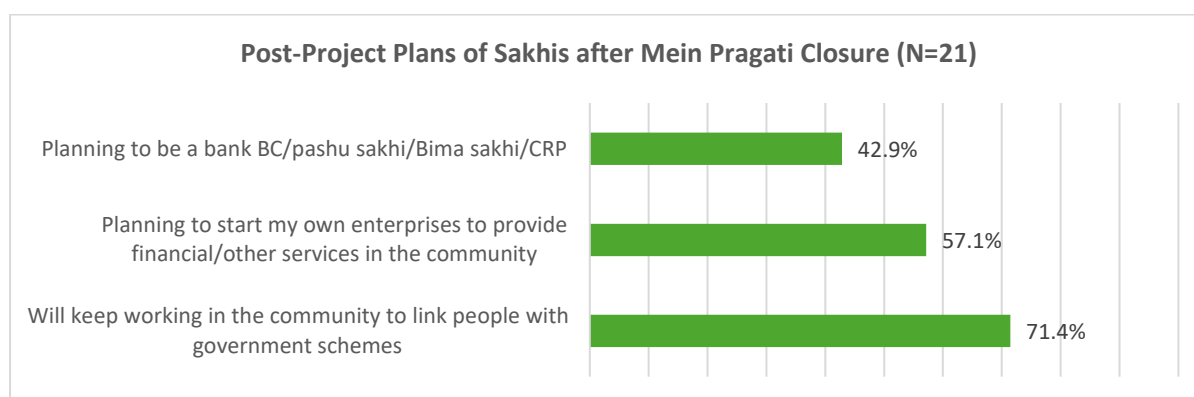 Post-Project Plans of Sakhis after Mein Pragati Closure (N=21)
Planning to be a bank BC/pashu sakhi/Bima sakhi/CRP
42.9%
Planning to start my own enterprises to provide
financial/other services in the community
57.1%
Will keep working in the community to link people with
government schemes
71.4%